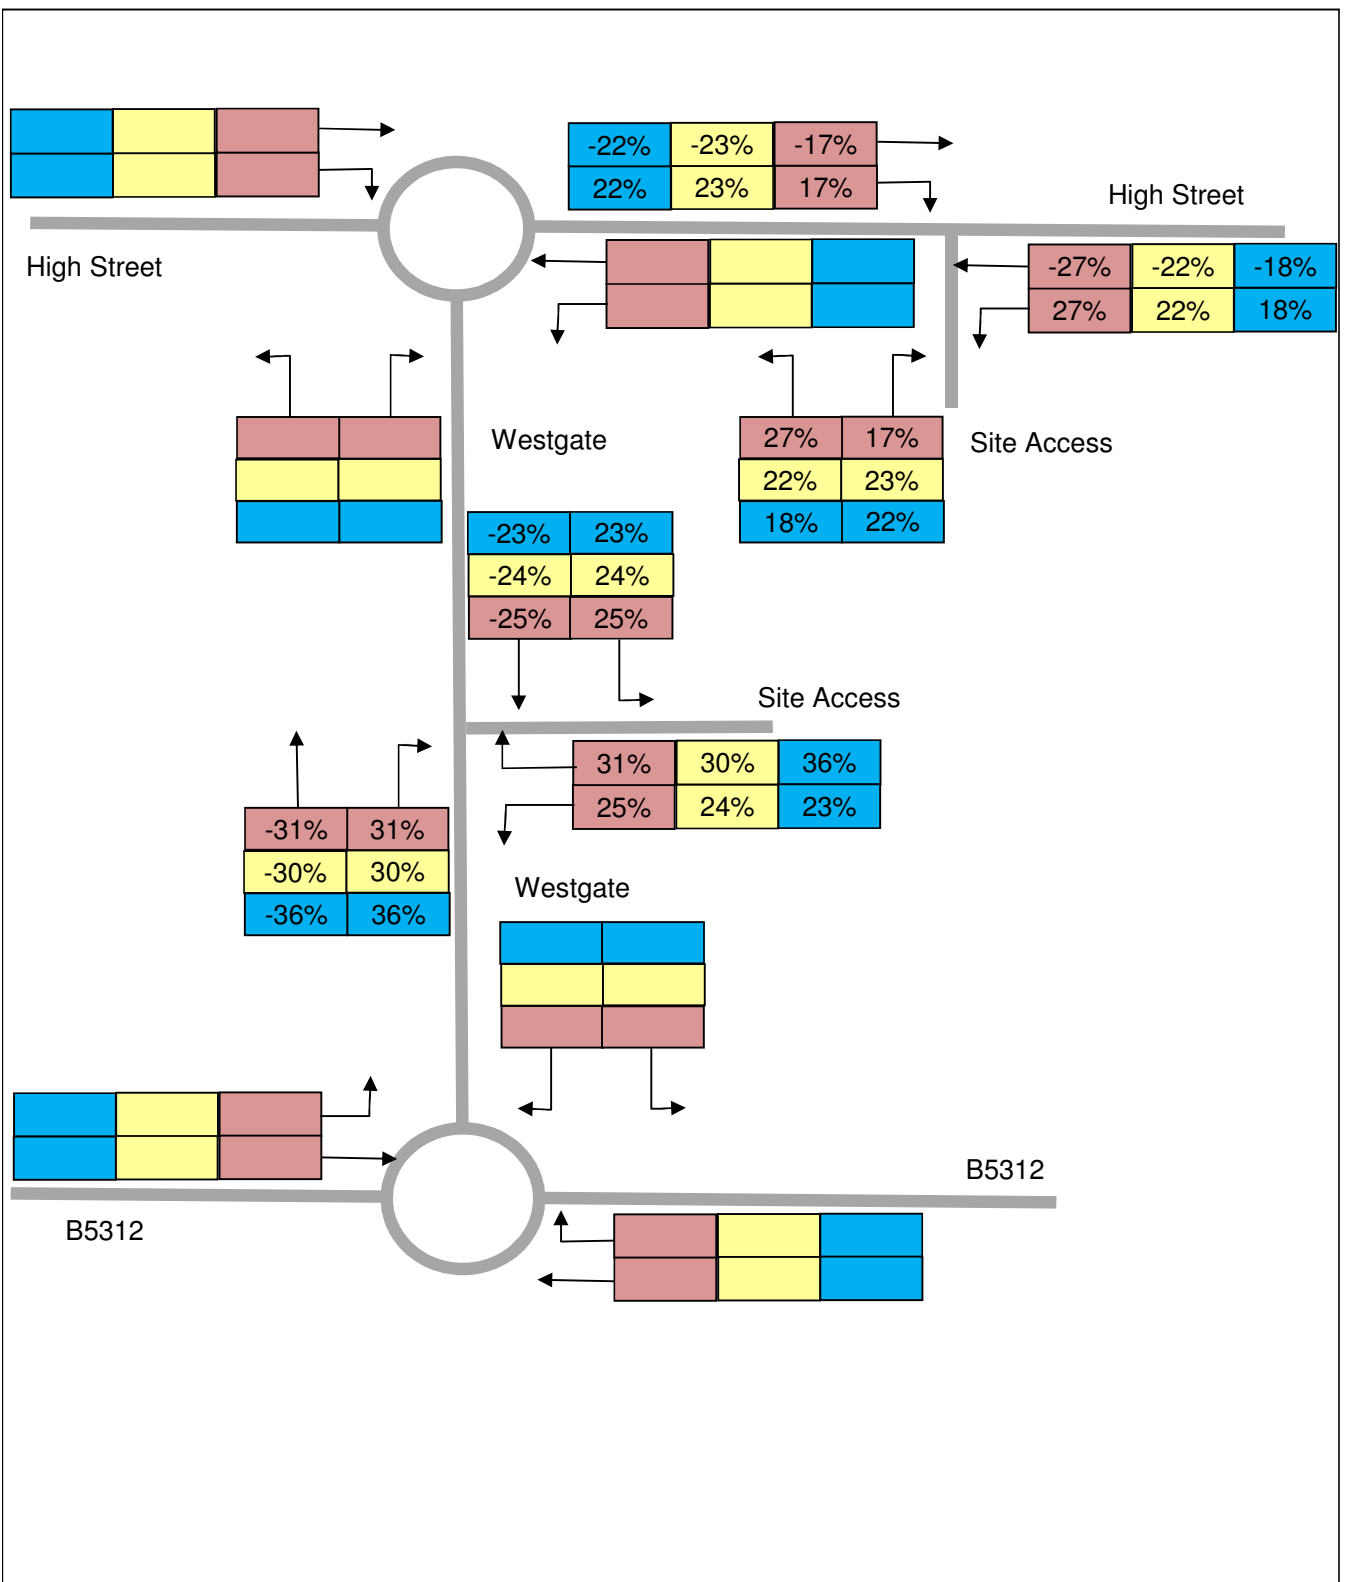 -22% -23% -17%
22% 23% 17%
High Street
High Street
-27% -22% -18%
27% 22% 18%
Westgate
27% 17%
22% 23%
18% 22%
Site Access
-23% 23%
-24% 24%
-25% 25%
Site Access
31% 30% 36%
25% 24% 23%
-31% 31%
-30% 30%
-36% 36%
Westgate
B5312
B5312